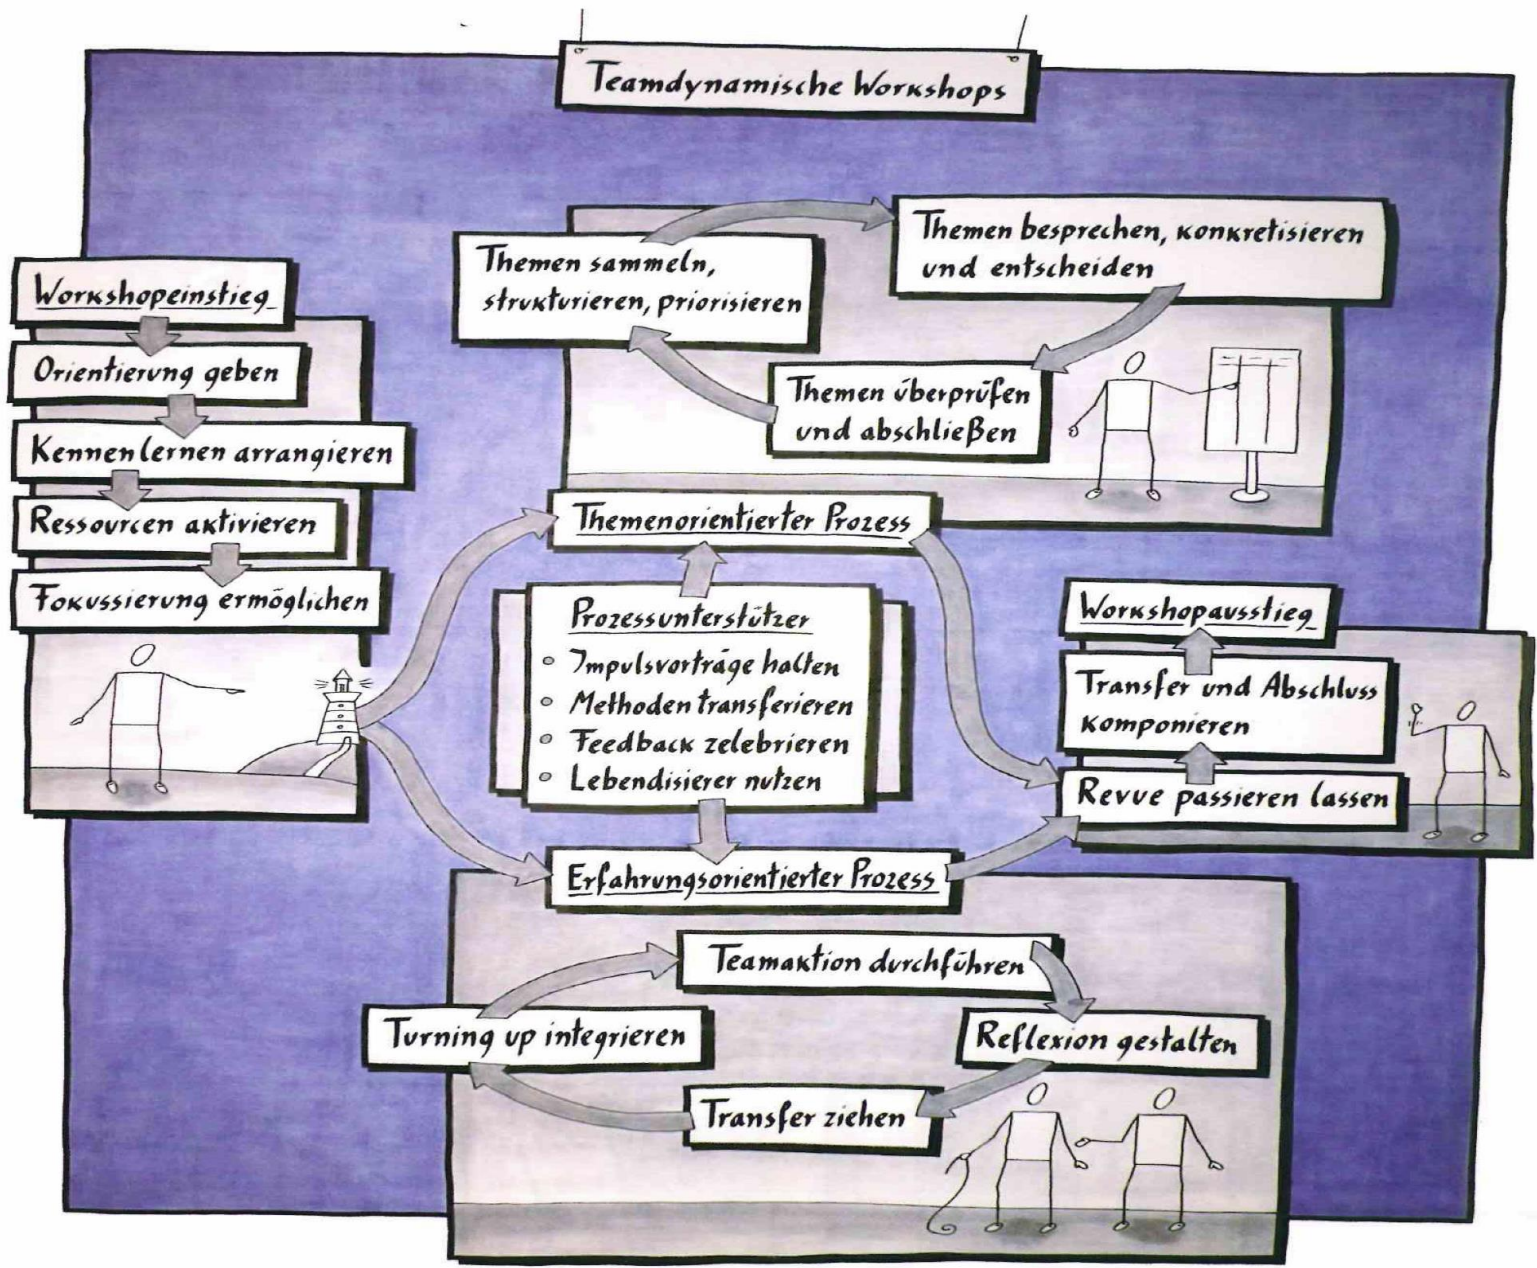 Teamdynamische Workshops
Workshopeinstieg
Orientierung geben
Kennenlernen arrangieren
Ressourcen aktivieren
Fokussierung ermöglichen
Themen sammeln,
strukturieren, priorisieren
Themen besprechen, konkretisieren
und entscheiden
Themen überprüfen
und abschließen
Themenorientierter Prozess
Prozessunterstützer
Impulsvorträge halten
Methoden transferieren
Feedback zelebrieren
Lebendisierer nutzen
Erfahrungsorientierter Prozess
Teamaktion durchführen
Reflexion gestalten
Transfer ziehen
Turning up integrieren
Workshopausstieg
Transfer und Abschluss
komponieren
Revue passieren lassen